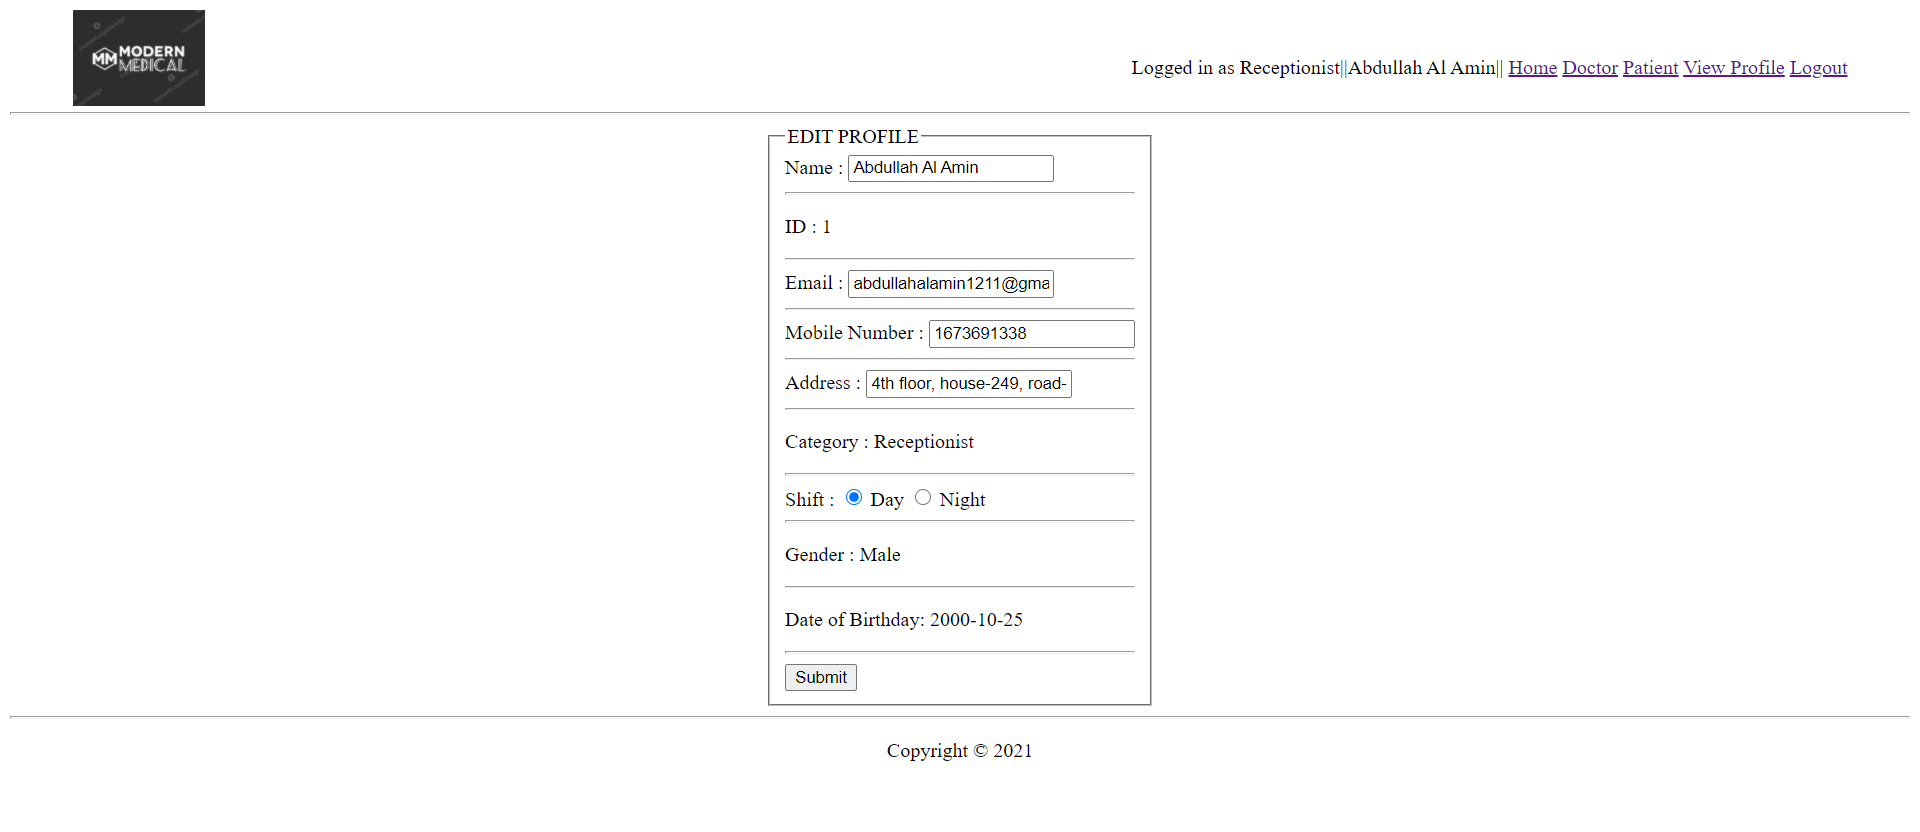 MM MODERN
MEDICAL
Logged in as Receptionist||Abdullah Al Amin|| Home Doctor Patient View Profile Logout
EDIT PROFILE
Name : Abdullah Al Amin
ID : 1
Email : abdullahalamin1211@gma
Mobile Number : 1673691338
Address : 4th floor, house-249, road-
Category : Receptionist
Shift : Day Night
Gender : Male
Date of Birthday: 2000-10-25
Submit
Copyright © 2021